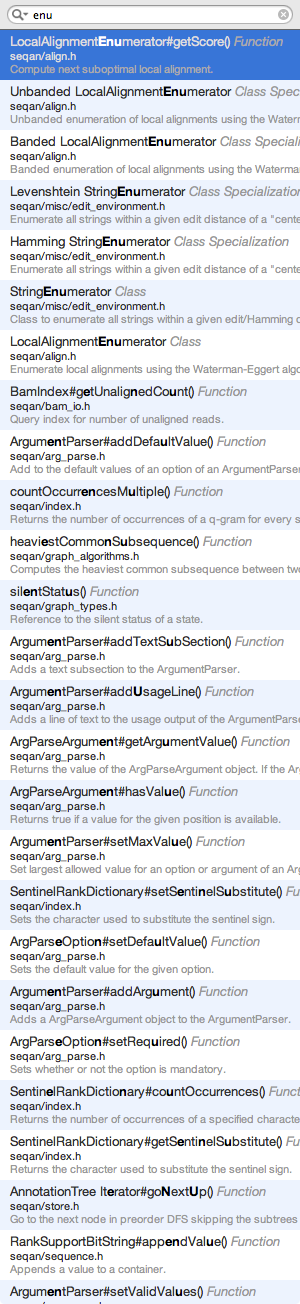 enu
LocalAlignmentEnumerator#getScore() Function
seqan/align.h
Compute next suboptimal local alignment.
Unbanded LocalAlignmentEnumerator Class Speciali
seqan/align.h
Unbanded enumeration of local alignments using the Water
Banded LocalAlignmentEnumerator Class Specializa
seqan/align.h
Banded enumeration of local alignments using the Waterma
Levenshtein StringEnumerator Class Specialization
seqan/misc/edit_environment.h
Enumerate all strings within a given edit distance of a "cente
Hamming StringEnumerator Class Specialization
seqan/misc/edit_environment.h
Enumerate all strings within a given edit distance of a "cente
StringEnumerator Class
seqan/misc/edit_environment.h
Class to enumerate all strings within a given edit/Hamming d
LocalAlignmentEnumerator Class
seqan/align.h
Enumerate local alignments using the Waterman-Eggert algo
BamIndex#getUnalignedCount() Function
seqan/bam_io.h
Query index for number of unaligned reads.
ArgumentParser#addDefaultValue() Function
seqan/arg_parse.h
Add to the default values of an option of an ArgumentParser
countOccurrencesMultiple() Function
seqan/index.h
Returns the number of occurrences of a q-gram for every s
heaviestCommonSubsequence() Function
seqan/graph_algorithms.h
Computes the heaviest common subsequence between two
silentStatus() Function
seqan/graph_types.h
Reference to the silent status of a state.
ArgumentParser#addTextSubSection() Function
seqan/arg_parse.h
Adds a text subsection to the ArgumentParser.
ArgumentParser#addUsageLine() Function
seqan/arg_parse.h
Adds a line of text to the usage output of the ArgumentParse
ArgParseArgument#getArgumentValue() Function
seqan/arg_parse.h
Returns the value of the ArgParseArgument object. If the Ar
ArgParseArgument#hasValue() Function
seqan/arg_parse.h
Returns true if a value for the given position is available.
ArgumentParser#setMaxValue() Function
seqan/arg_parse.h
Set largest allowed value for an option or argument of an Arg
SentinelRankDictionary#setSentinelSubstitute() Fu
seqan/index.h
Sets the character used to substitute the sentinel sign.
ArgParseOption#setDefaultValue() Function
seqan/arg_parse.h
Sets the default value for the given option.
ArgumentParser#addArgument() Function
seqan/arg_parse.h
Adds a ArgParseArgument object to the ArgumentParser.
ArgParseOption#setRequired() Function
seqan/arg_parse.h
Sets whether or not the option is mandatory.
SentinelRankDictionary#countOccurrences() Funct
seqan/index.h
Returns the number of occurrences of a specified characte
SentinelRankDictionary#getSentinelSubstitute() Fu
seqan/index.h
Returns the character used to substitute the sentinel sign.
AnnotationTree Iterator#goNextUp() Function
seqan/store.h
Go to the next node in preorder DFS skipping the subtrees
RankSupportBitString#appendValue() Function
seqan/sequence.h
Appends a value to a container.
ArgumentParser#setValidValues() Function